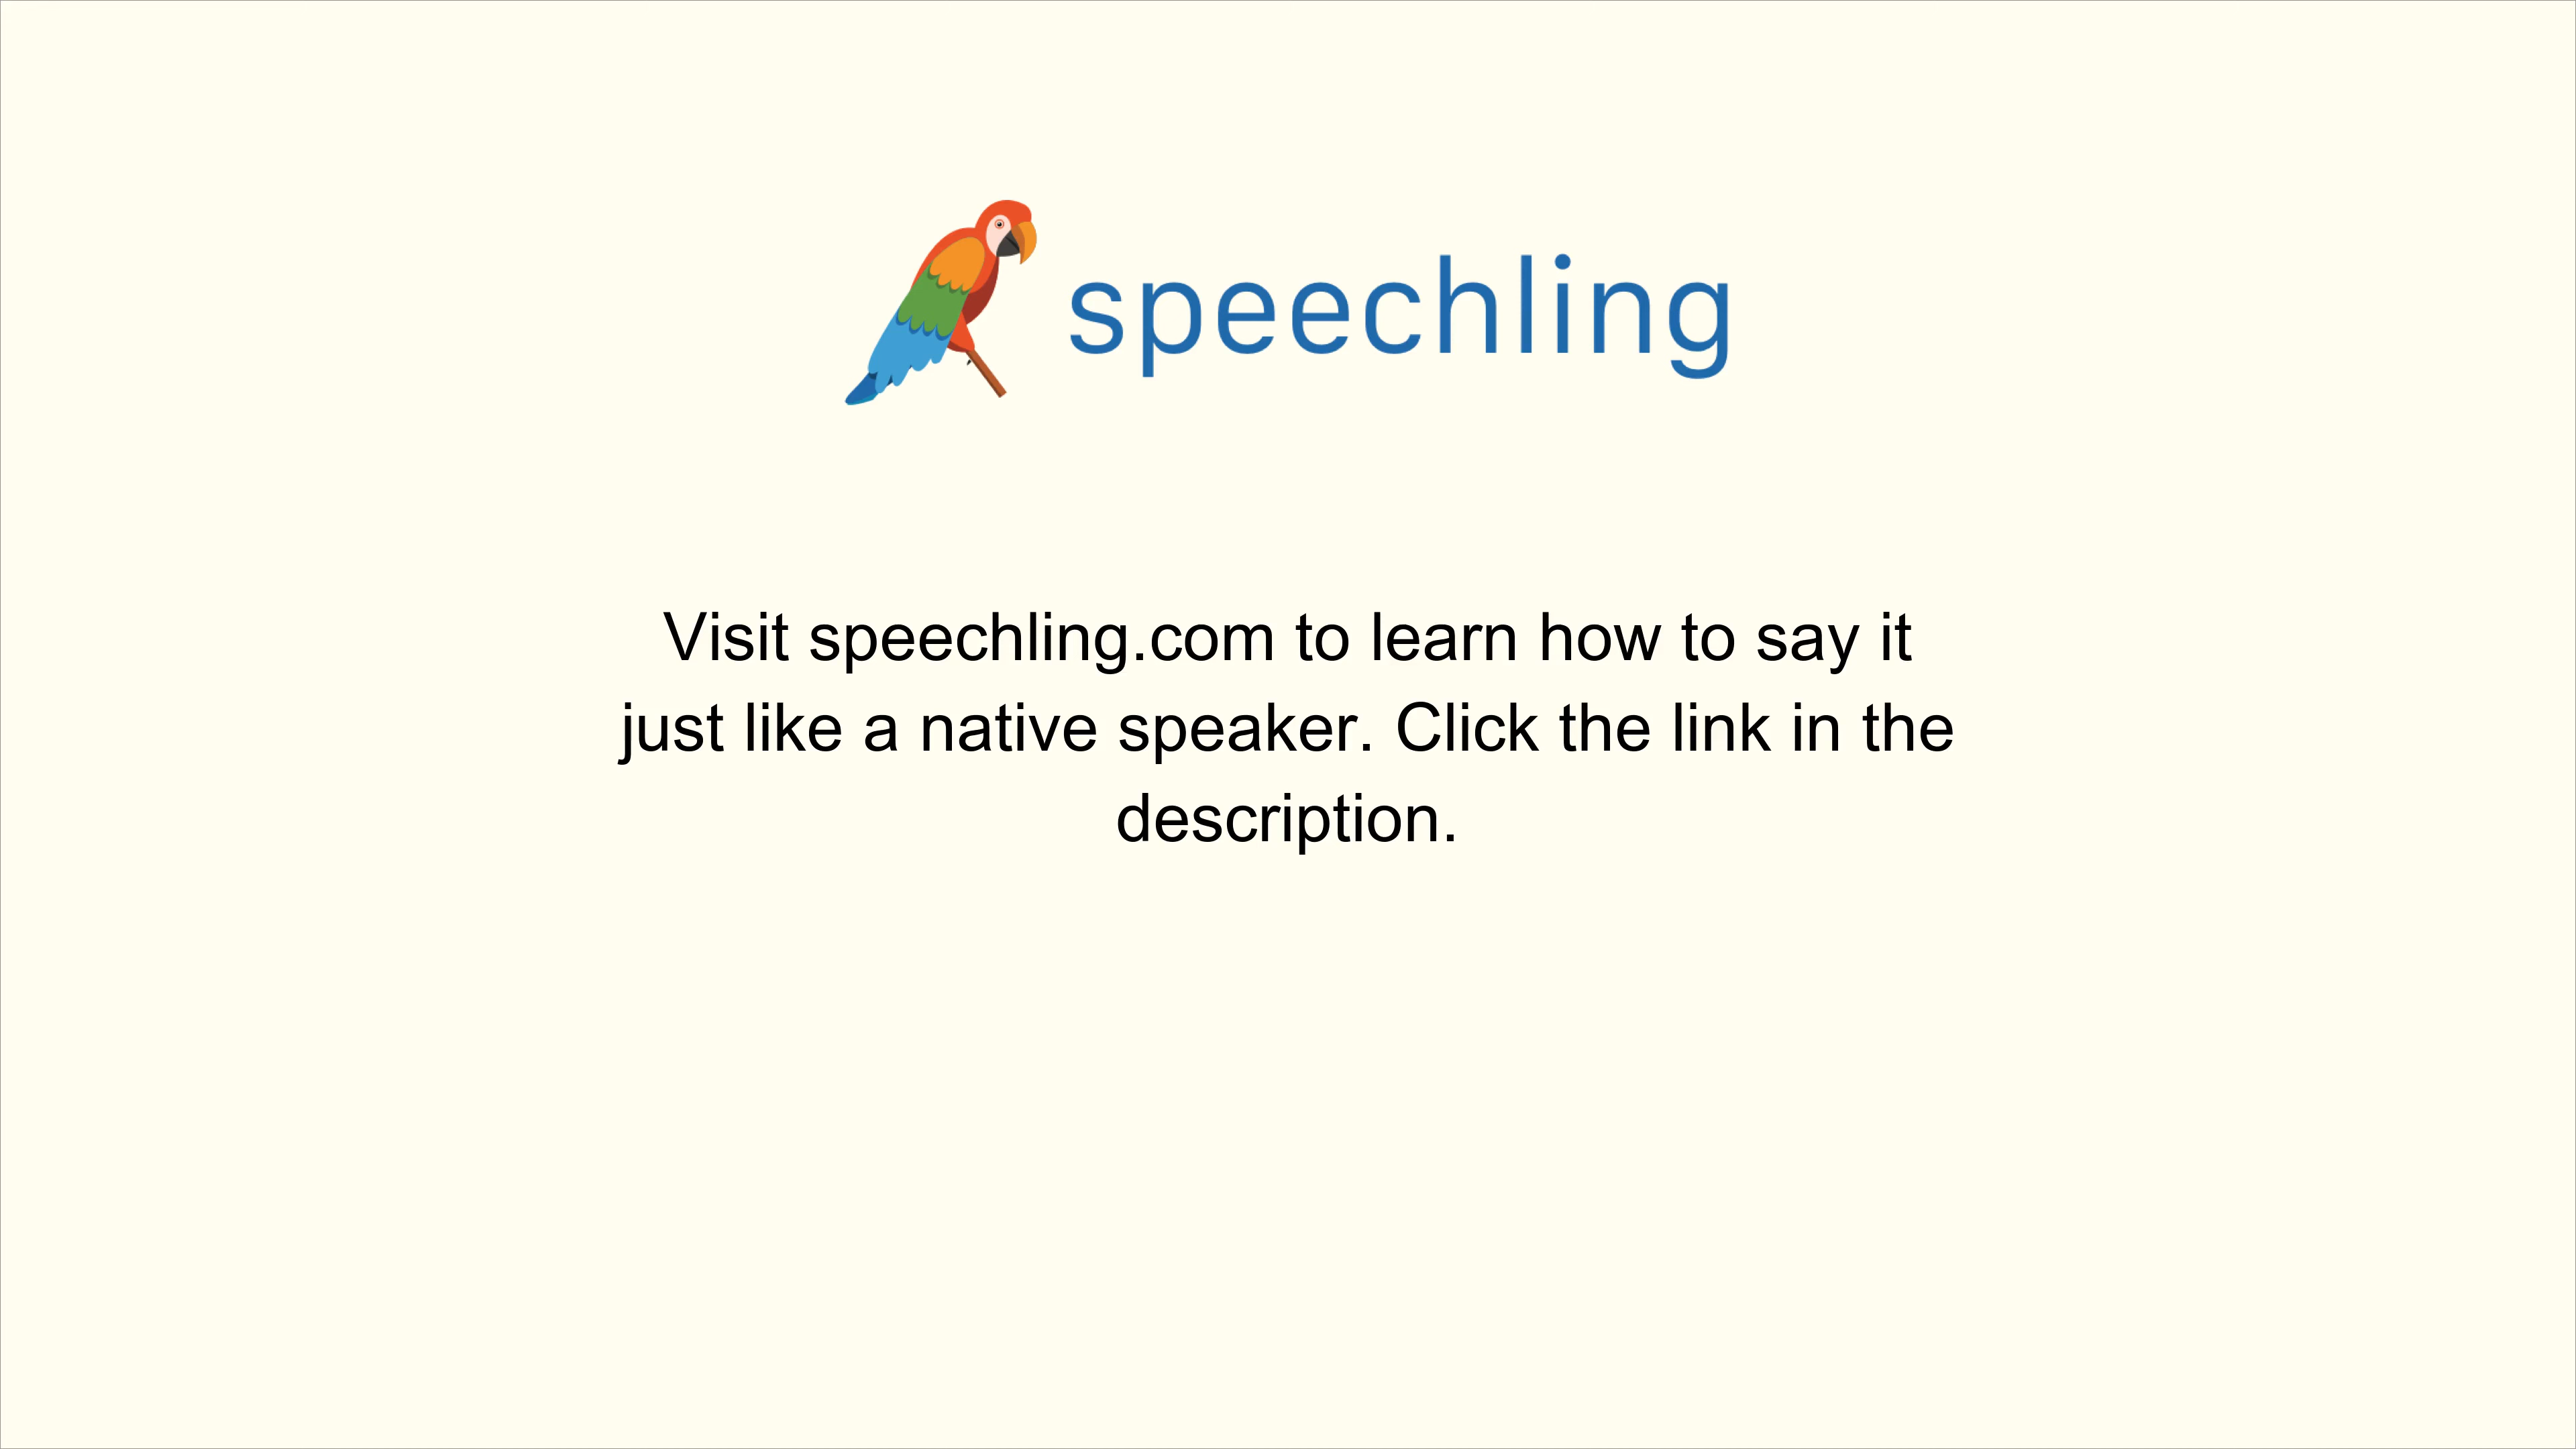 speechling
Visit speechling.com to learn how to say it
just like a native speaker. Click the link in the
description.